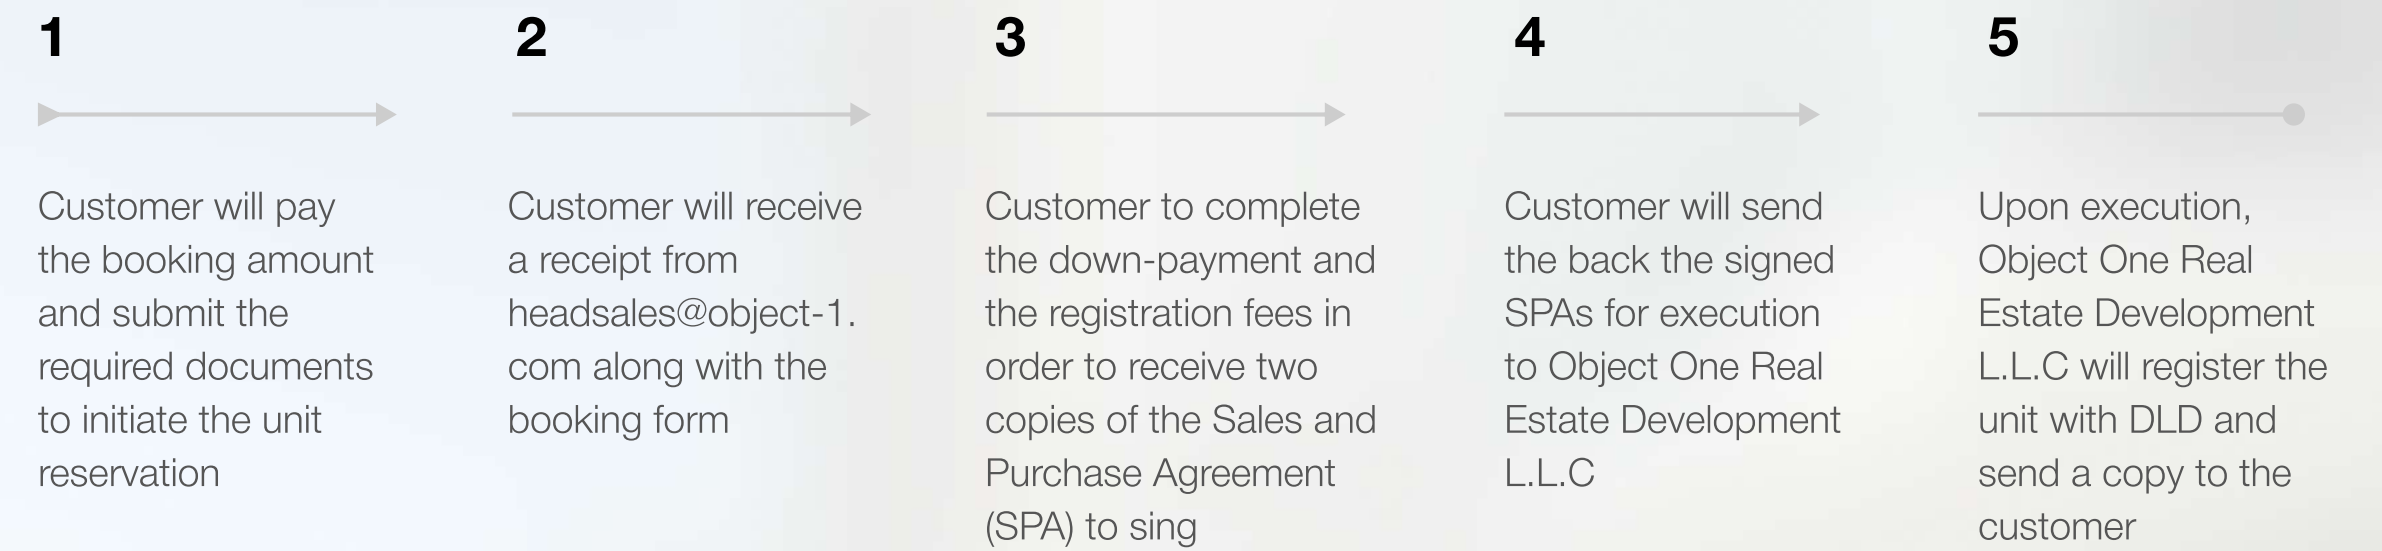 1
Customer will pay
the booking amount
and submit the
required documents
to initiate the unit
reservation
2
Customer will receive
a receipt from
headsales@object-1.
com along with the
booking form
3
Customer to complete
the down-payment and
the registration fees in
order to receive two
copies of the Sales and
Purchase Agreement
(SPA) to sing
4
Customer will send
the back the signed
SPAs for execution
to Object One Real
Estate Development
L.L.C
5
Upon execution,
Object One Real
Estate Development
L.L.C will register the
unit with DLD and
send a copy to the
customer